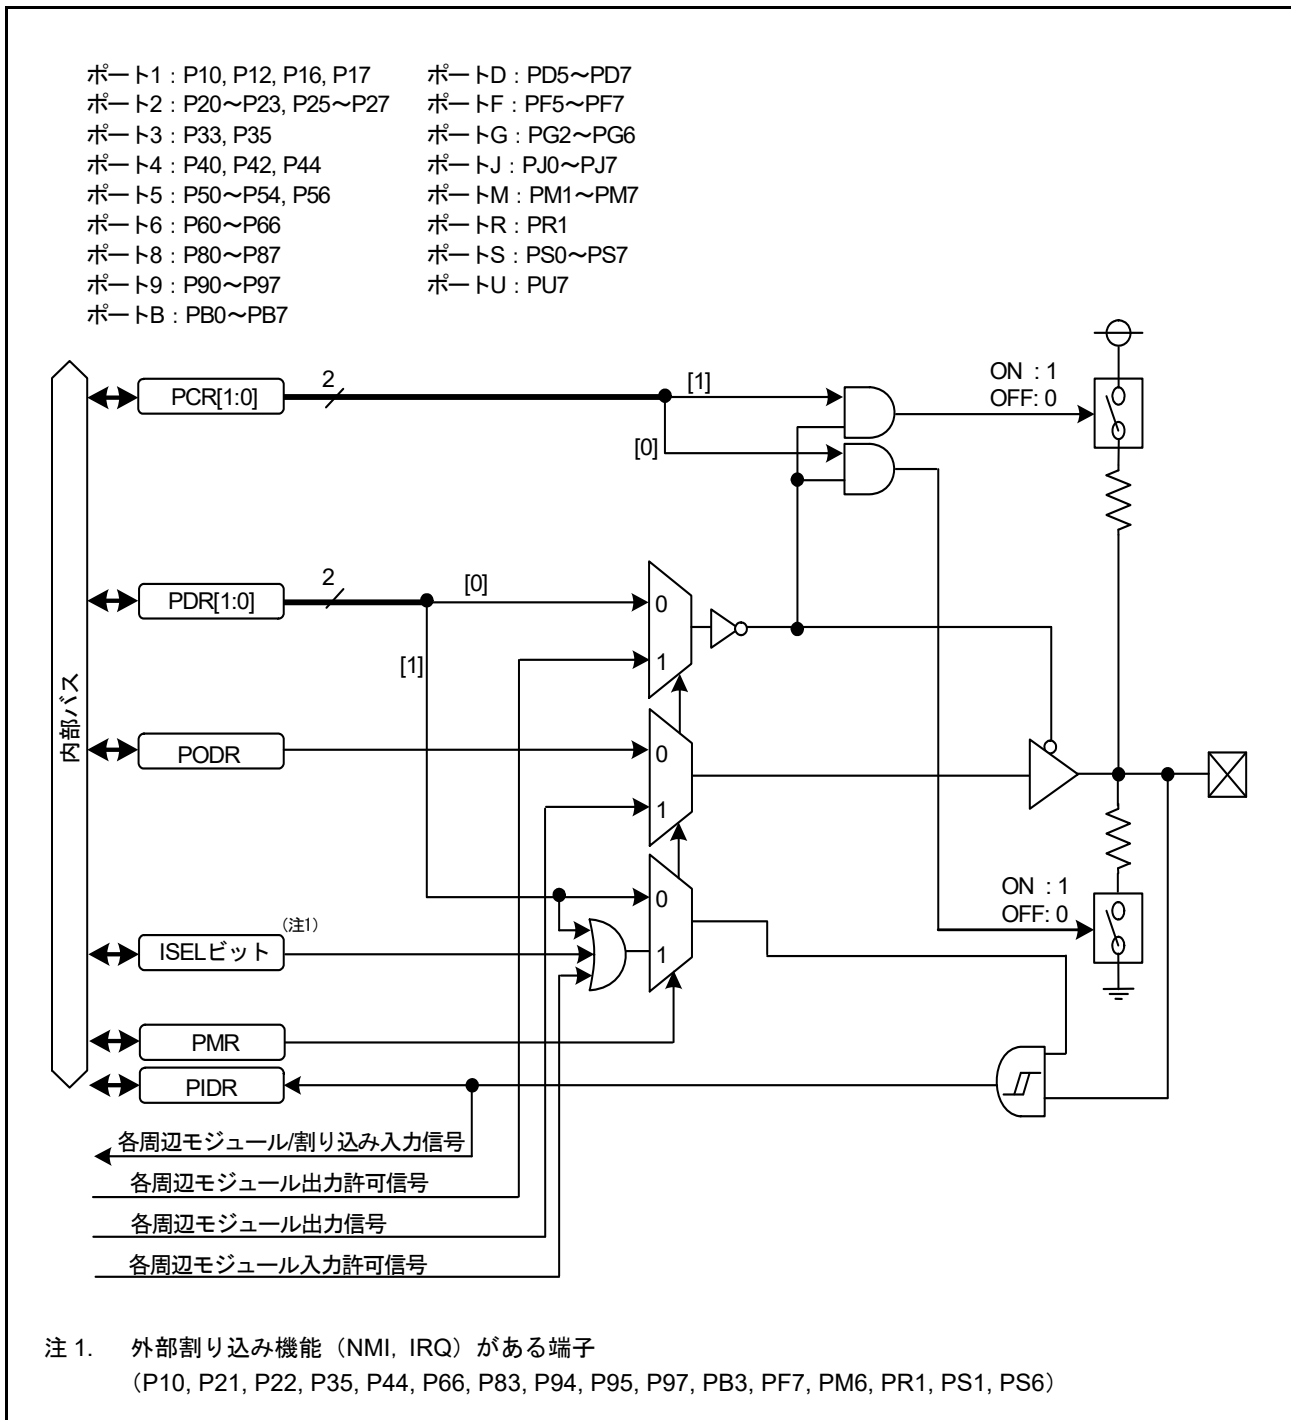 ポート1 : P10, P12, P16, P17
ポート2 : P20～P23, P25～P27
ポート3 : P33, P35
ポート4 : P40, P42, P44
ポート5 : P50～P54, P56
ポート6 : P60～P66
ポート8 : P80～P87
ポート9 : P90～P97
ポートB : PB0～PB7
ポートD : PD5～PD7
ポートF : PF5～PF7
ポートG : PG2～PG6
ポートJ : PJ0～PJ7
ポートM : PM1～PM7
ポートR : PR1
ポートS : PS0～PS7
ポートU : PU7
内部バス
PCR[1:0]
2
[1]
[0]
ON : 1
OFF: 0
PDR[1:0]
2
[0]
[1]
0
1
PODR
0
1
ISELビット
(注1)
0
1
ON : 1
OFF: 0
PMR
PIDR
各周辺モジュール/割り込み入力信号
各周辺モジュール出力許可信号
各周辺モジュール出力信号
各周辺モジュール入力許可信号
注 1. 外部割り込み機能（NMI, IRQ）がある端子
（P10, P21, P22, P35, P44, P66, P83, P94, P95, P97, PB3, PF7, PM6, PR1, PS1, PS6）